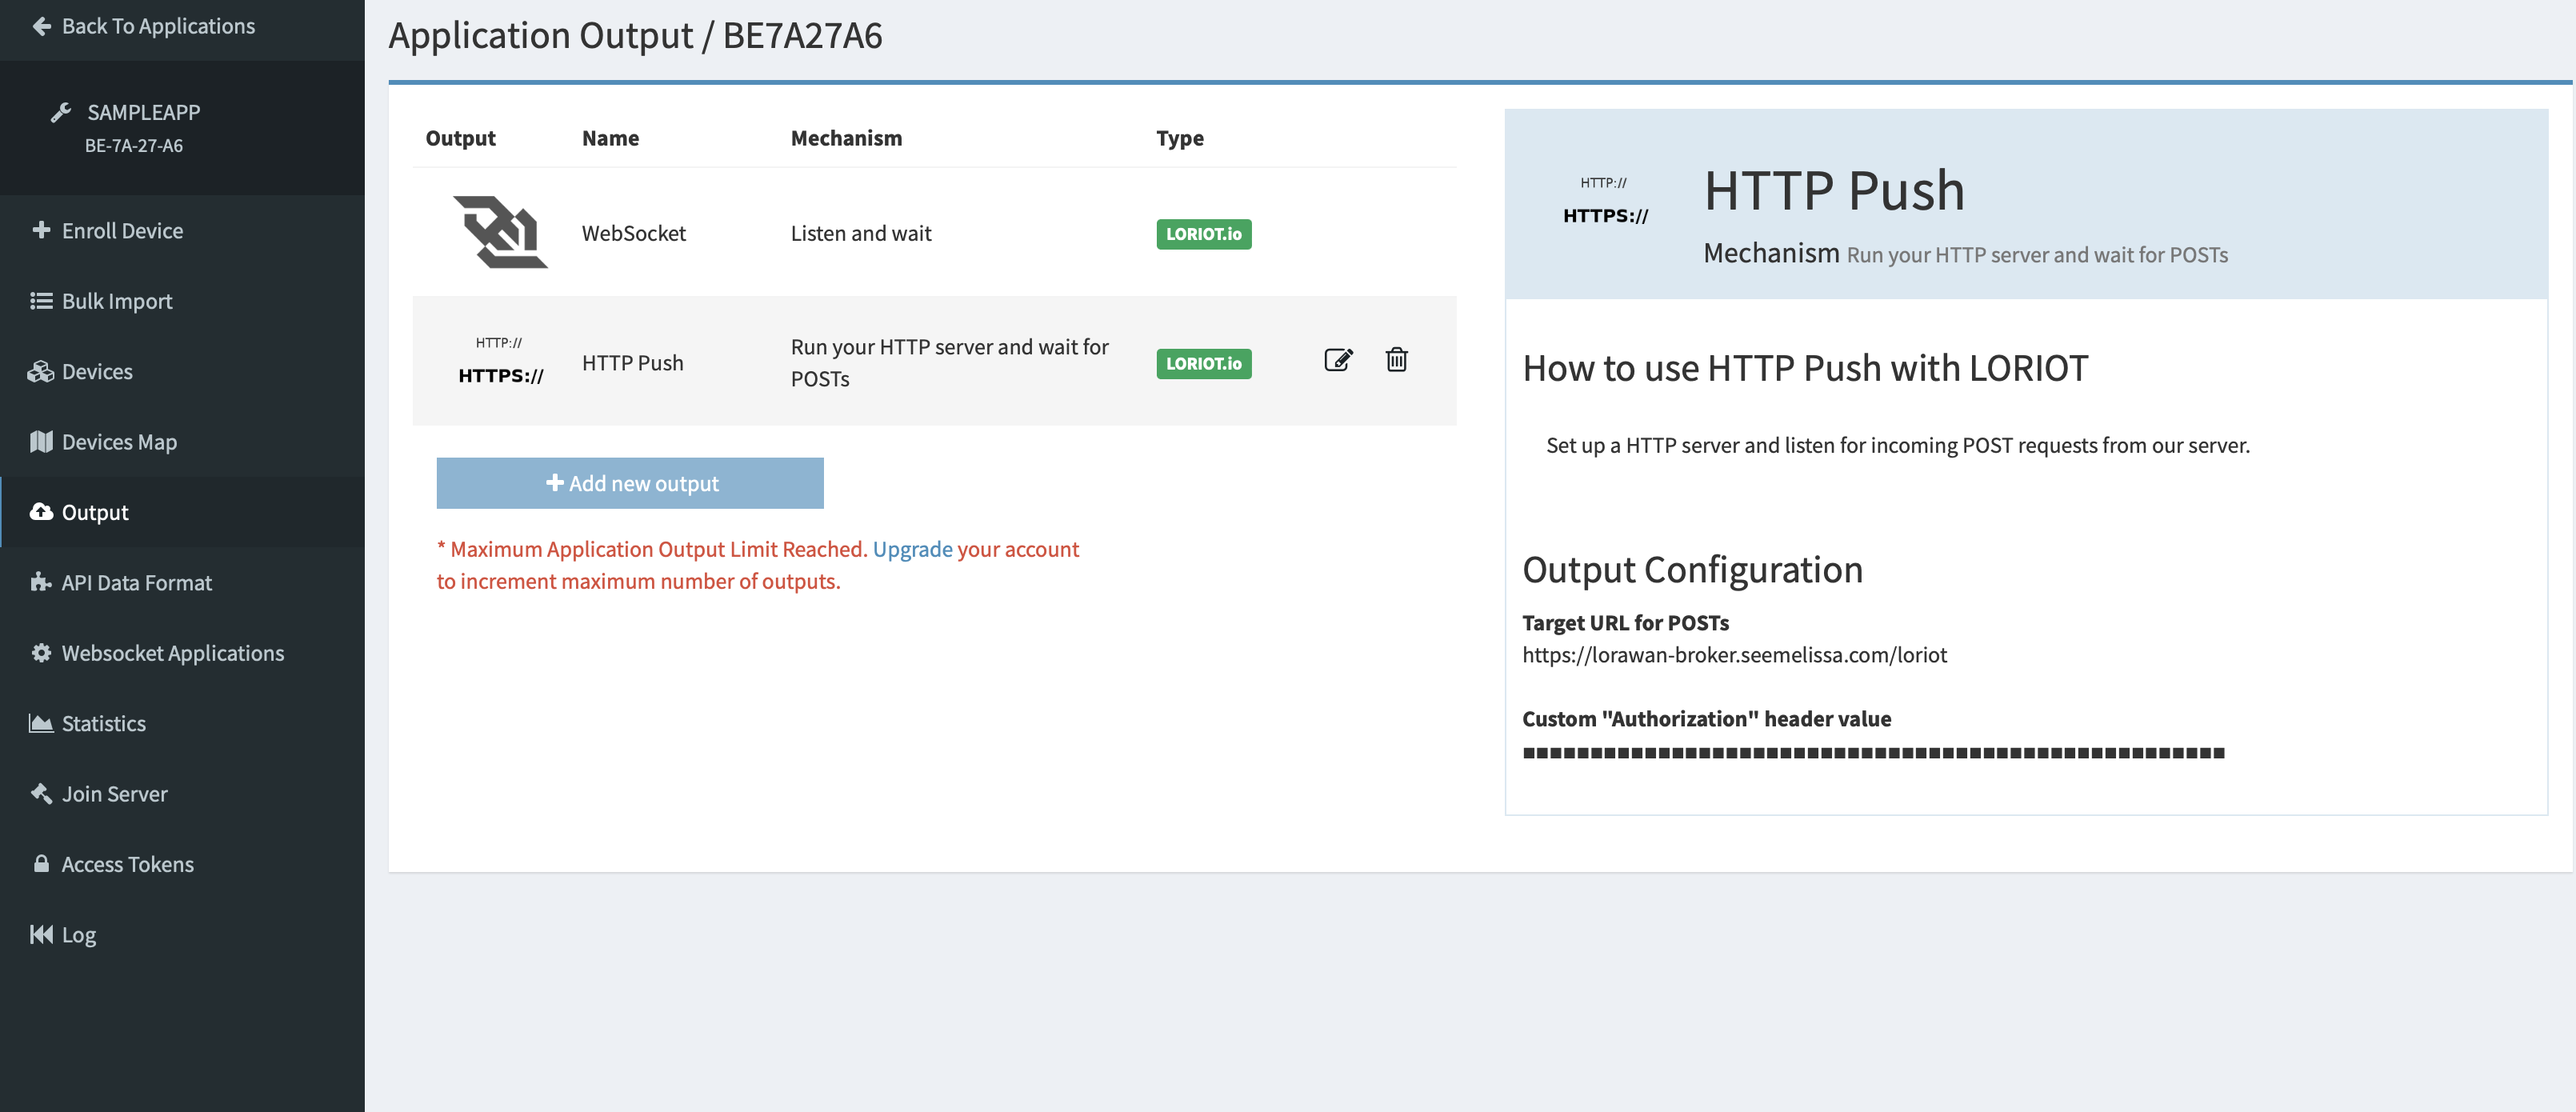 Back To Applications
SAMPLEAPP
BE-7A-27-A6
Enroll Device
Bulk Import
Devices
Devices Map
Output
API Data Format
Websocket Applications
Statistics
Join Server
Access Tokens
Log
Application Output / BE7A27A6
Output Name Mechanism Type
WebSocket Listen and wait LORIOT.io
HTTP://
HTTPS://
HTTP Push
Run your HTTP server and wait for
POSTs
LORIOT.io
Add new output
* Maximum Application Output Limit Reached. Upgrade your account
to increment maximum number of outputs.
HTTP://
HTTPS://
HTTP Push
Mechanism Run your HTTP server and wait for POSTs
How to use HTTP Push with LORIOT
Set up a HTTP server and listen for incoming POST requests from our server.
Output Configuration
Target URL for POSTs
https://lorawan-broker.seemelissa.com/loriot
Custom "Authorization" header value